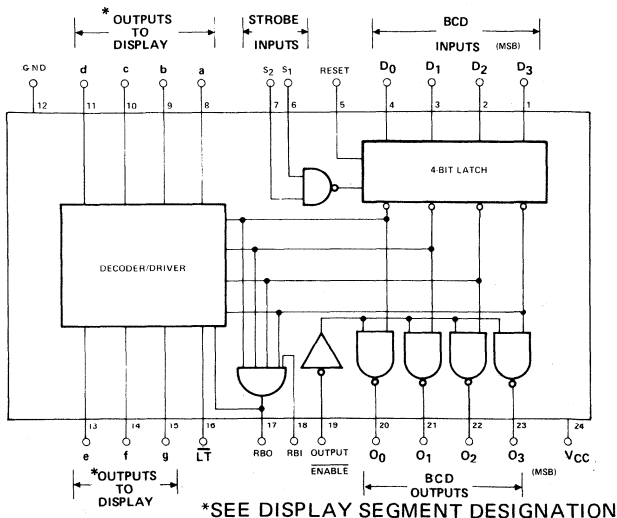 * OUTPUTS TO DISPLAY
STROBE INPUTS
BCD INPUTS (MSB)
GND d c b a S2 S1 RESET D0 D1 D2 D3
12 11 10 9 8 7 6 5 4 3 2 1
4-BIT LATCH
DECODER/DRIVER
13 14 15 16 17 18 19 20 21 22 23 24
e f g LT RBO RBI OUTPUT ENABLE O0 O1 O2 O3 (MSB) VCC
*OUTPUTS TO DISPLAY
BCD OUTPUTS
*SEE DISPLAY SEGMENT DESIGNATION